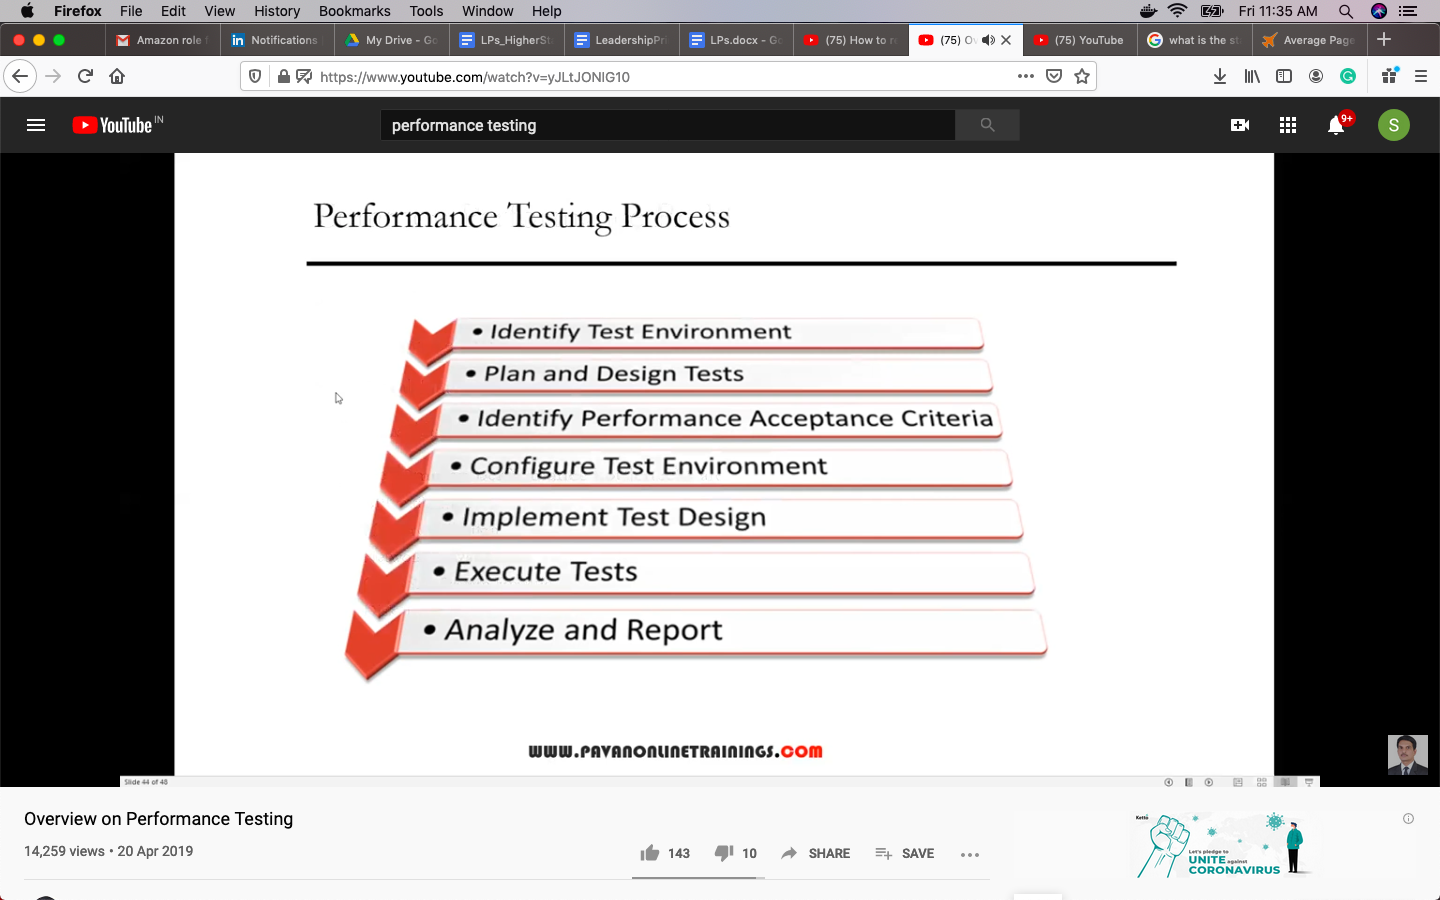 Firefox File Edit View History Bookmarks Tools Window Help Fri 11:35 AM
Amazon role f Notifications My Drive - Go LPs_HigherSta LeadershipPri LPs.docx - Go (75) How to re (75) Ov (75) YouTube what is the st Average Page
https://www.youtube.com/watch?v=yJLtJONIG10
YouTube IN performance testing 9+ S
Performance Testing Process
• Identify Test Environment
• Plan and Design Tests
• Identify Performance Acceptance Criteria
• Configure Test Environment
• Implement Test Design
• Execute Tests
• Analyze and Report
WWW.PAVANONLINETRAININGS.COM
Slide 44 of 48
Overview on Performance Testing
14,259 views • 20 Apr 2019
143 10 SHARE SAVE
Ketto
Let's pledge to
UNITE against
CORONAVIRUS